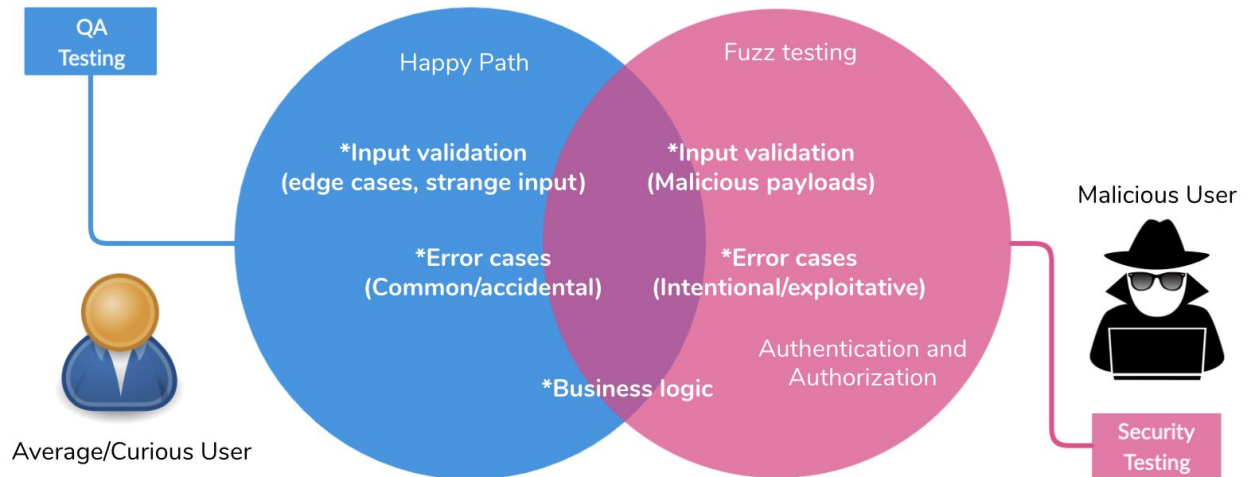 QA
Testing
Happy Path
Fuzz testing
*Input validation
(edge cases, strange input)
*Input validation
(Malicious payloads)
Malicious User
*Error cases
(Common/accidental)
*Error cases
(Intentional/exploitative)
Authentication and
Authorization
*Business logic
Average/Curious User
Security
Testing